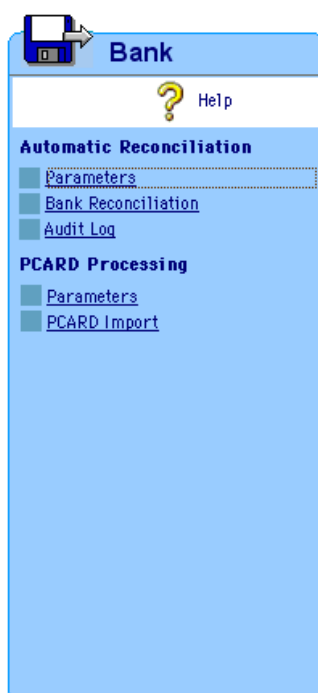 Bank
Help
Automatic Reconciliation
Parameters
Bank Reconciliation
Audit Log
PCARD Processing
Parameters
PCARD Import